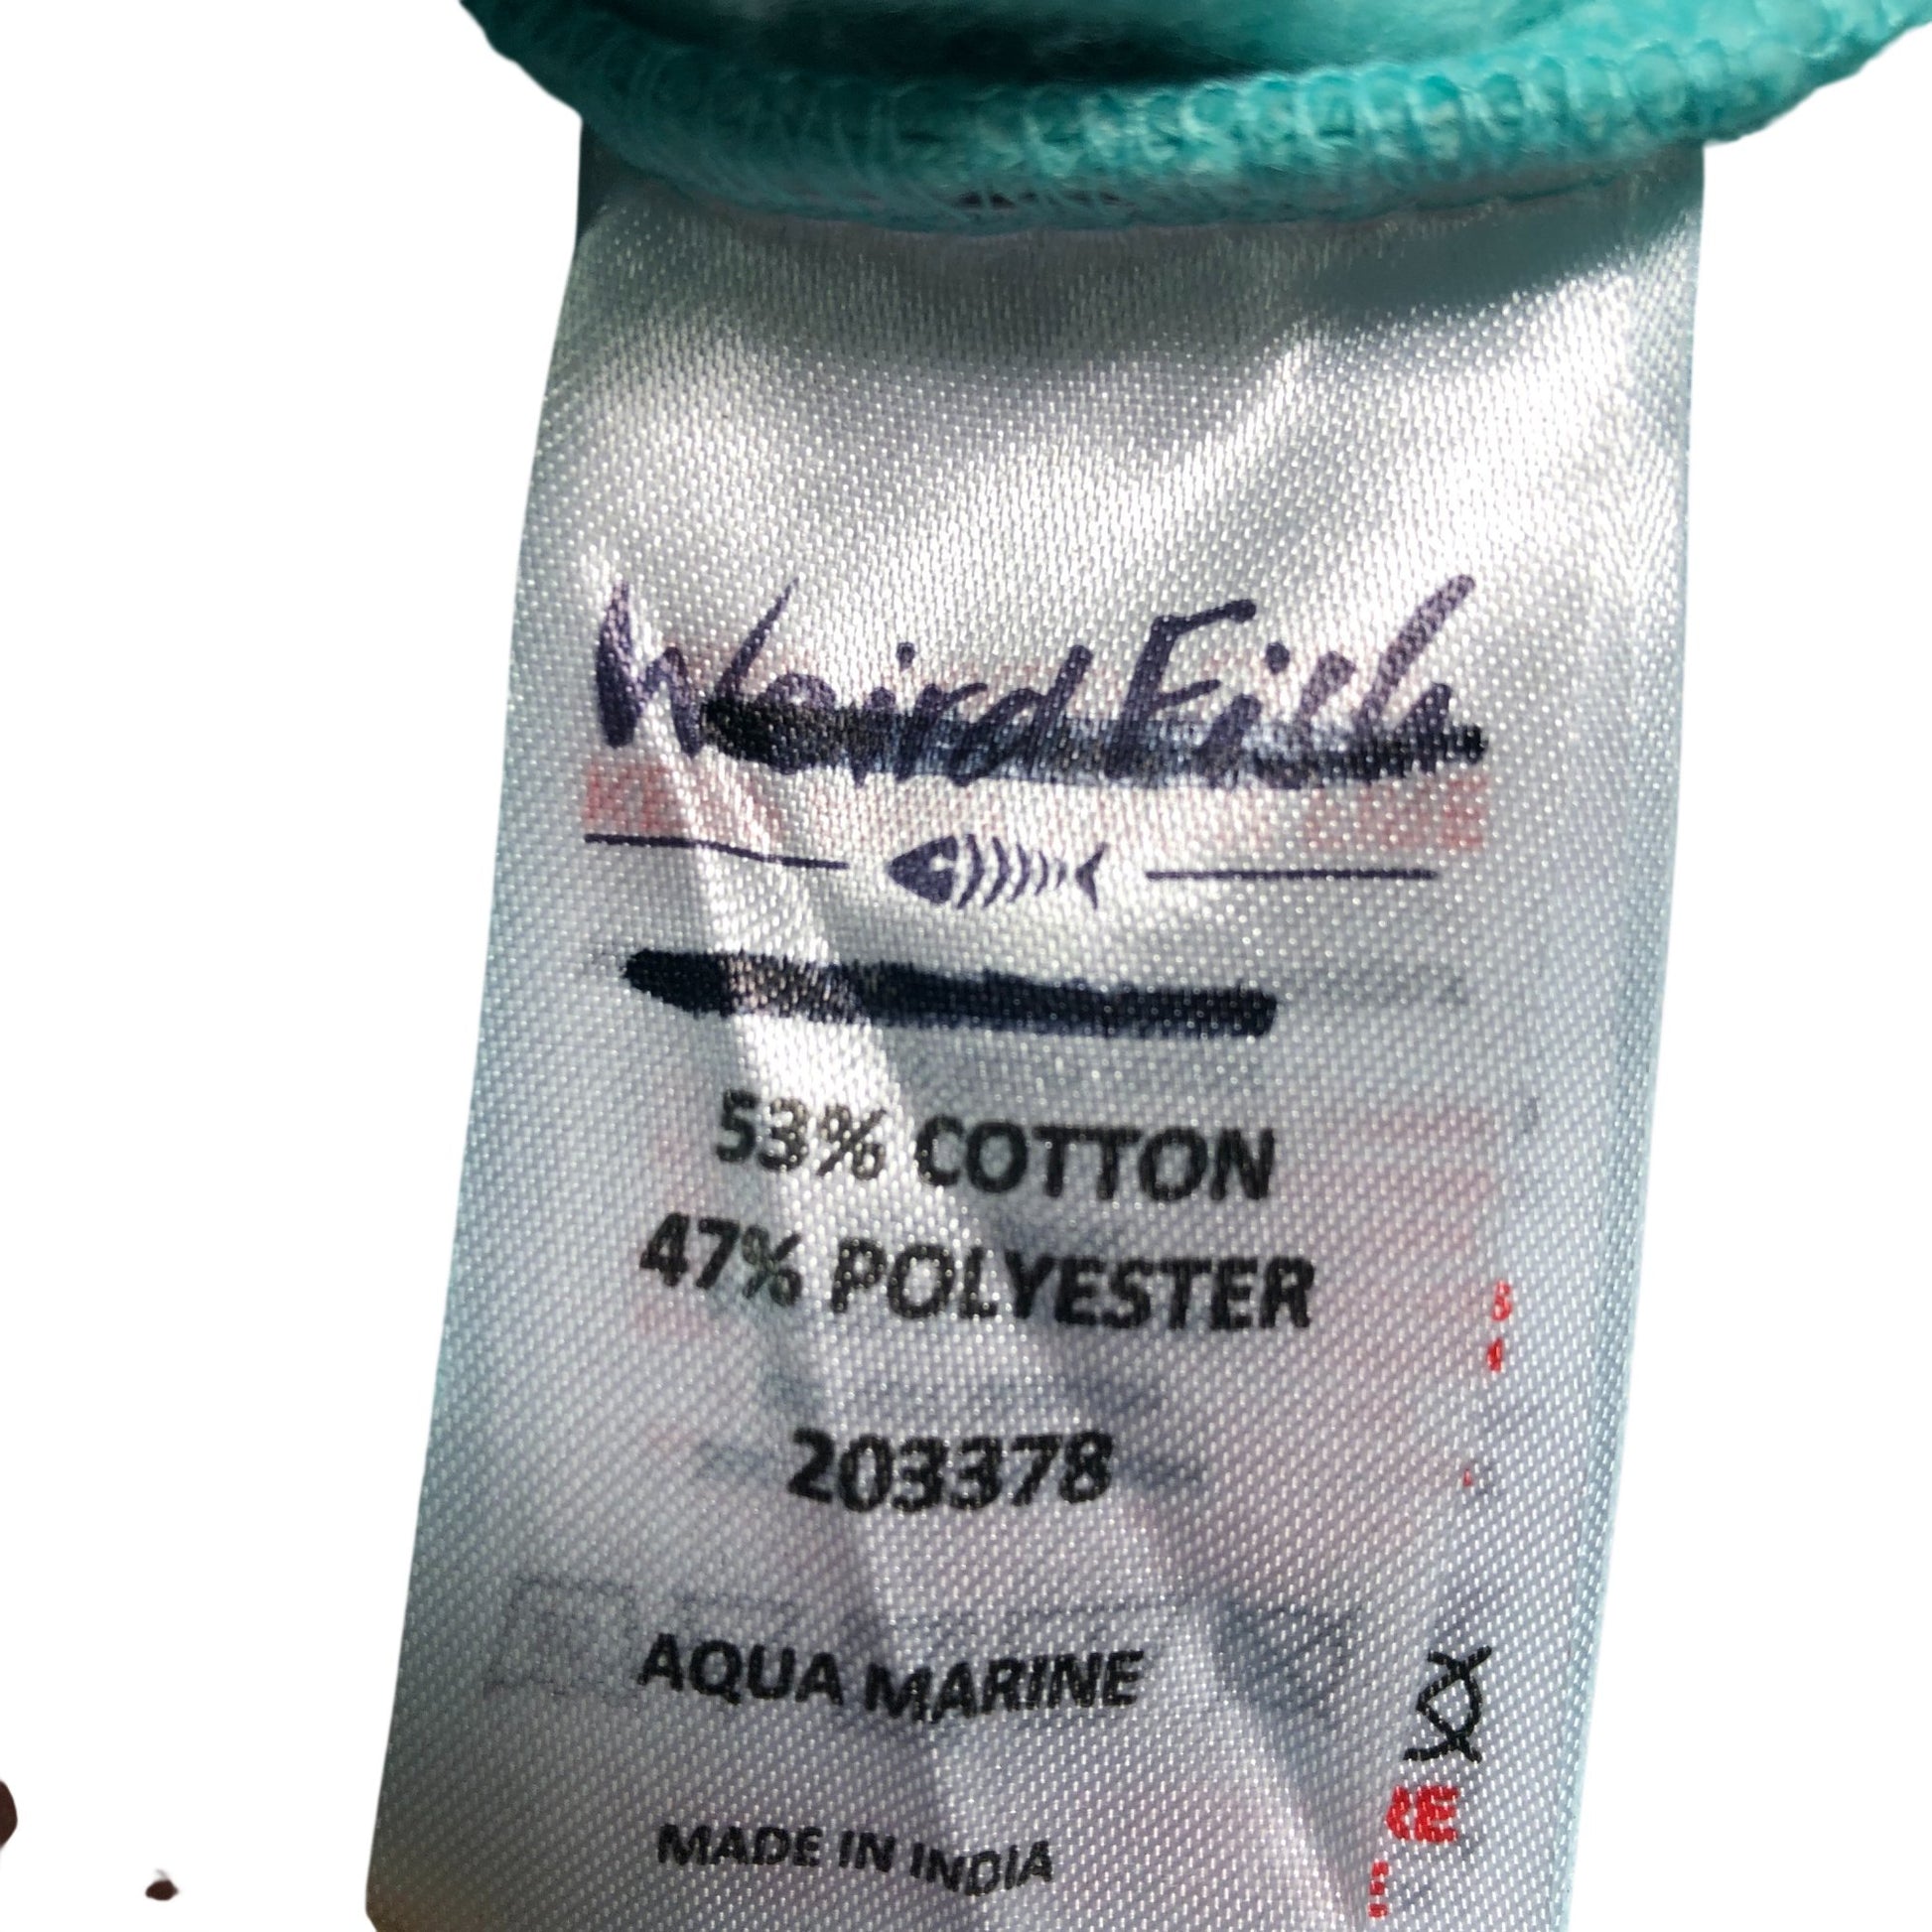 Weird Fish
53% COTTON
47% POLYESTER
203378
AQUA MARINE
MADE IN INDIA